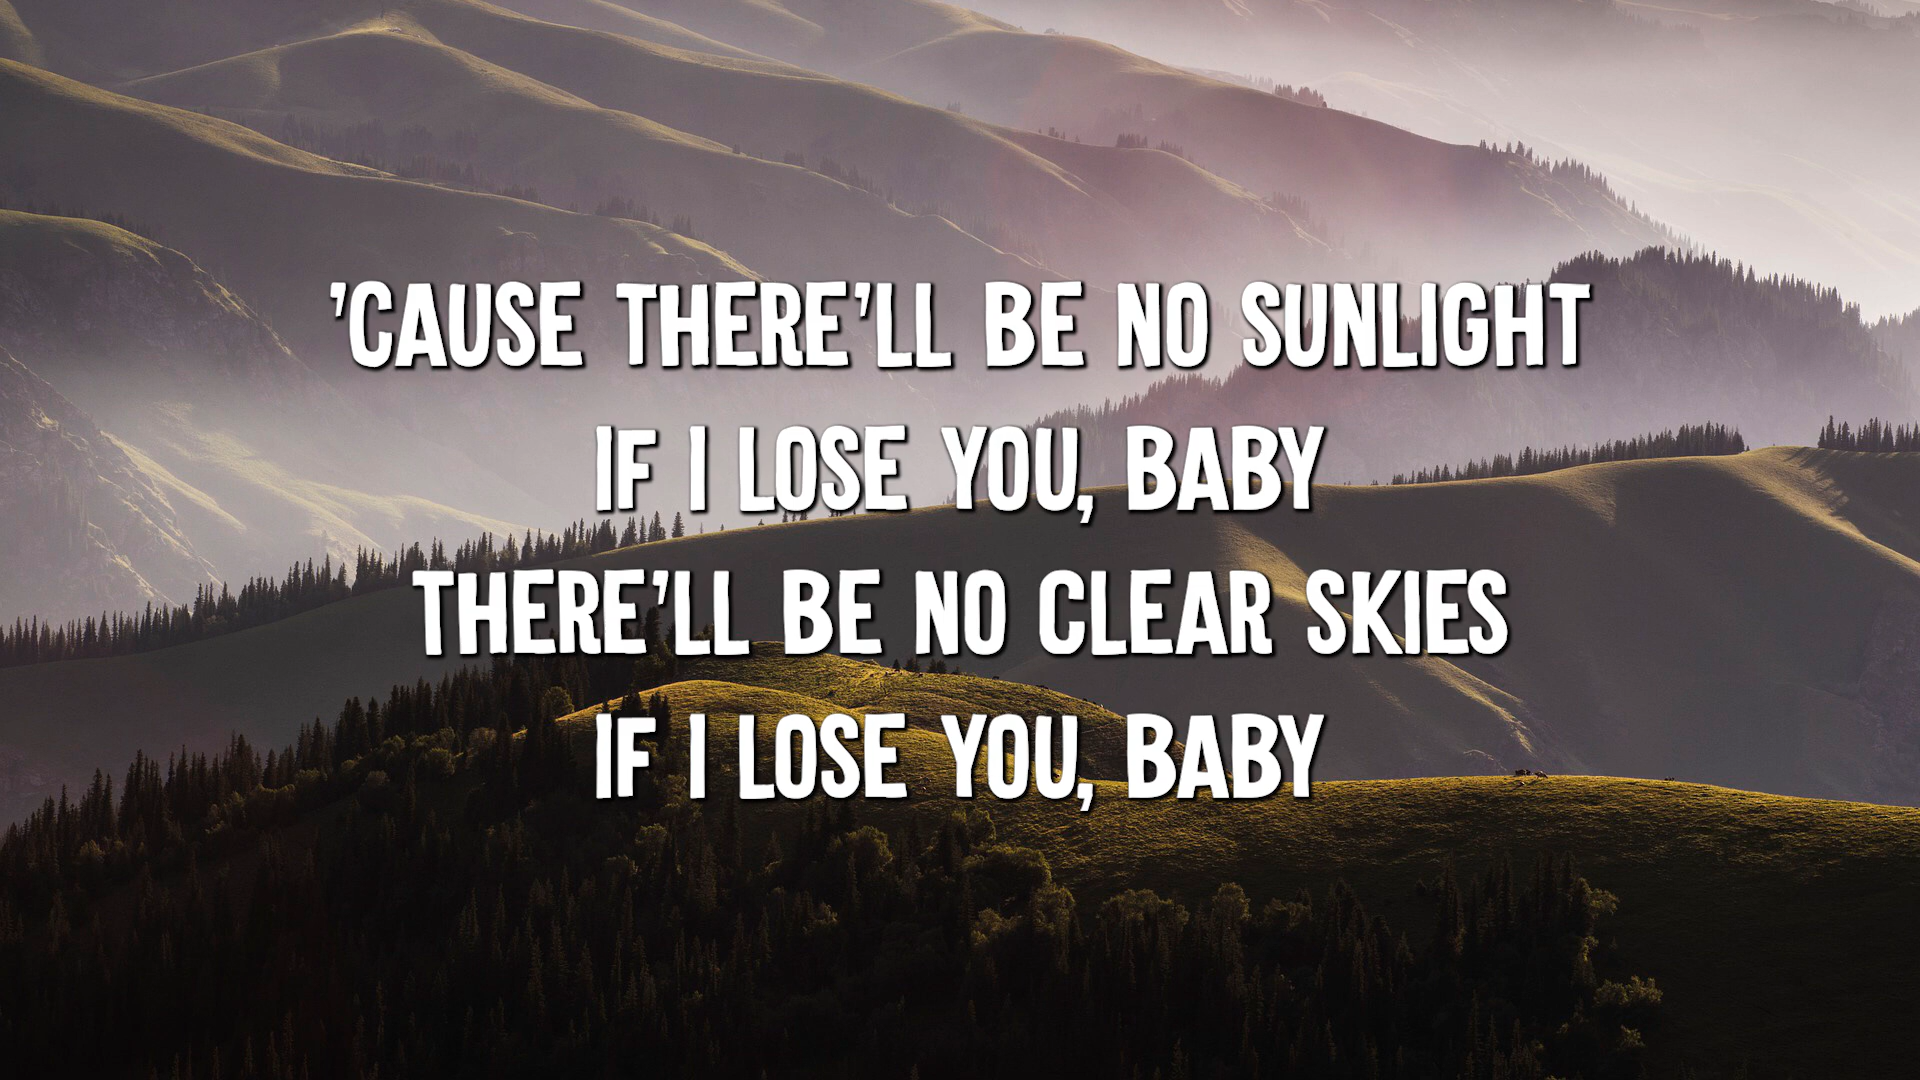 'CAUSE THERE'LL BE NO SUNLIGHT
IF I LOSE YOU, BABY
THERE'LL BE NO CLEAR SKIES
IF I LOSE YOU, BABY